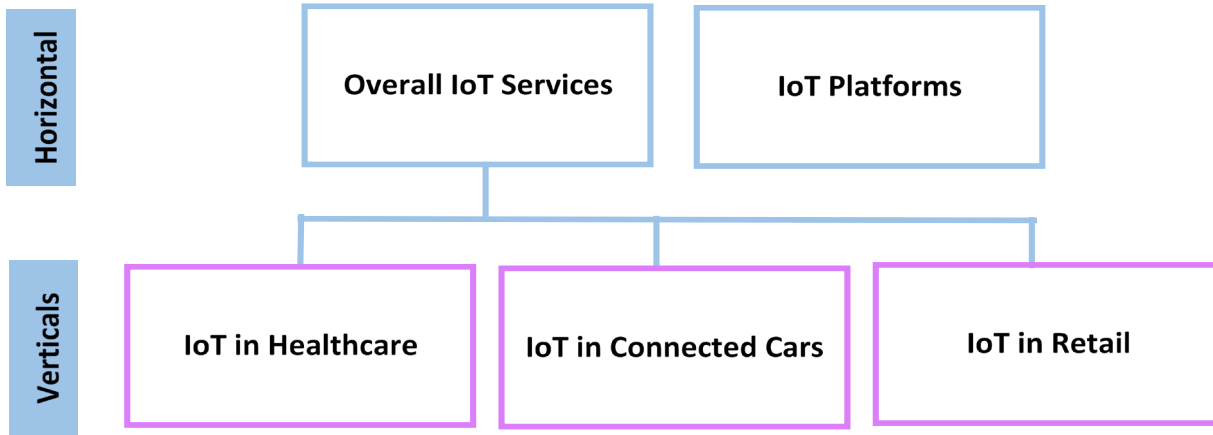 Horizontal
Overall IoT Services
IoT Platforms
Verticals
IoT in Healthcare
IoT in Connected Cars
IoT in Retail